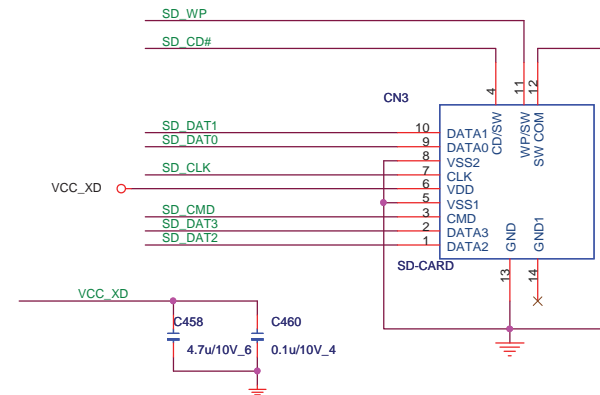 SD_WP
SD_CD#
4
11
12
CN3
CD/SW
WP/SW
SW COM
SD_DAT1 10 DATA1
SD_DAT0 9 DATA0
8 VSS2
SD_CLK 7 CLK
VCC_XD 6 VDD
5 VSS1
SD_CMD 3 CMD
SD_DAT3 2 DATA3
SD_DAT2 1 DATA2
GND
GND1
SD-CARD
13
14
VCC_XD
C458
C460
4.7u/10V_6
0.1u/10V_4